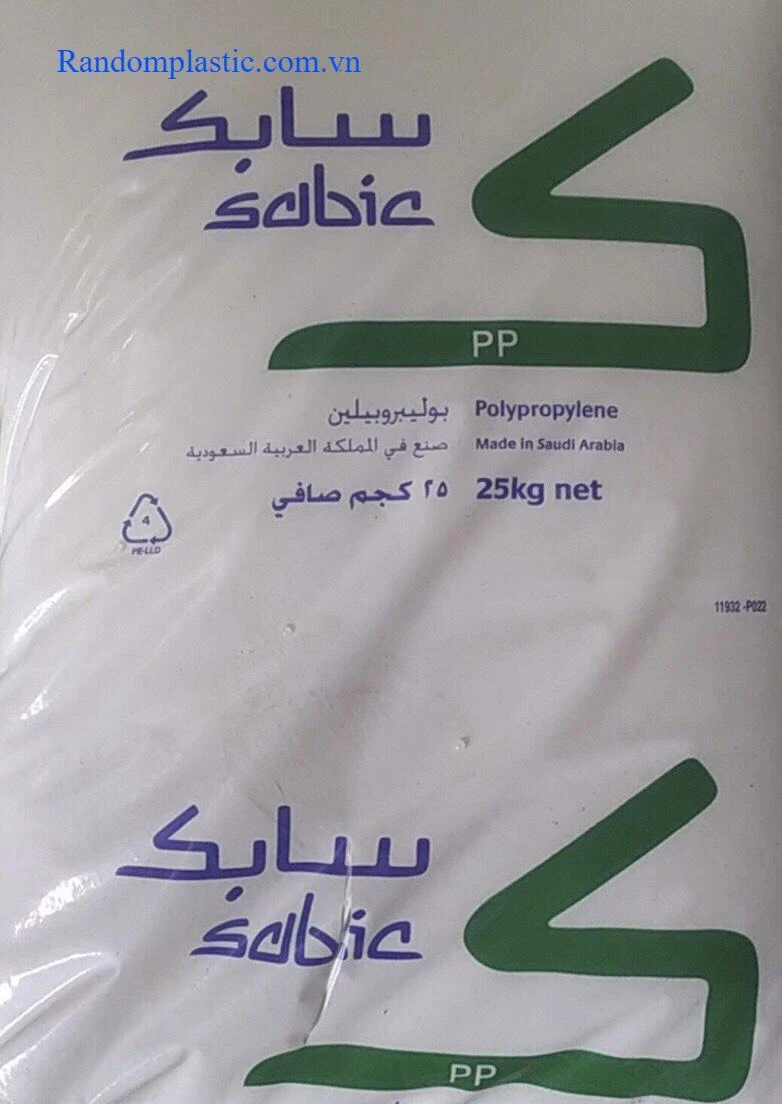 Randomplastic.com.vn
سابك
sabic
PP
بوليبروبيلين Polypropylene
صنع في المملكة العربية السعودية Made in Saudi Arabia
٢٥ كجم صافي 25kg net
4
PE-LLD
11932 -P022
سابك
sabic
PP